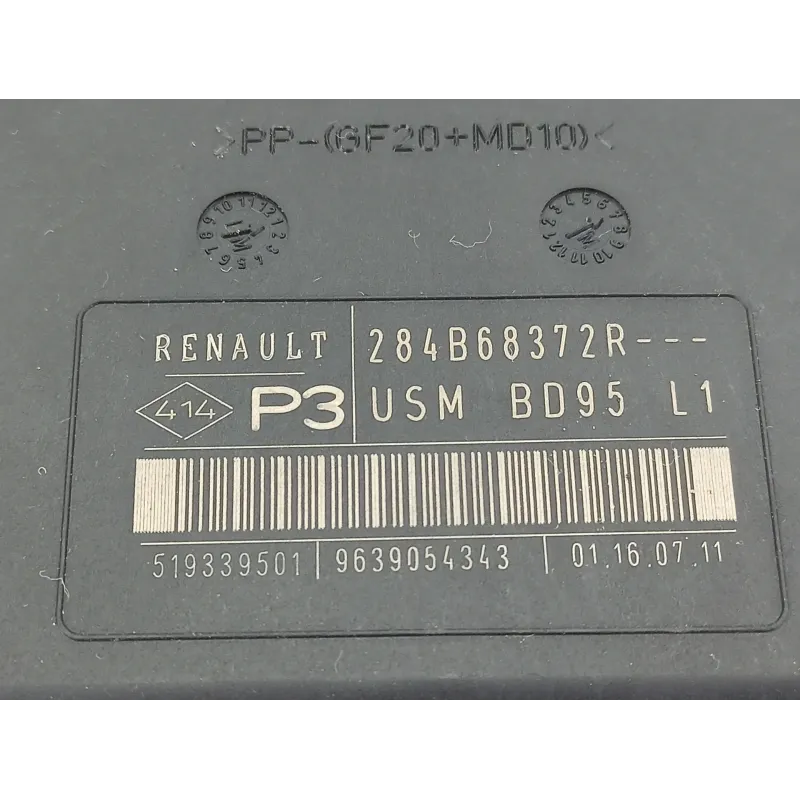 >PP-(GF20+MD10)<
RENAULT 284B68372R---
414 P3 USM BD95 L1
519339501 9639054343 01.16.07.11